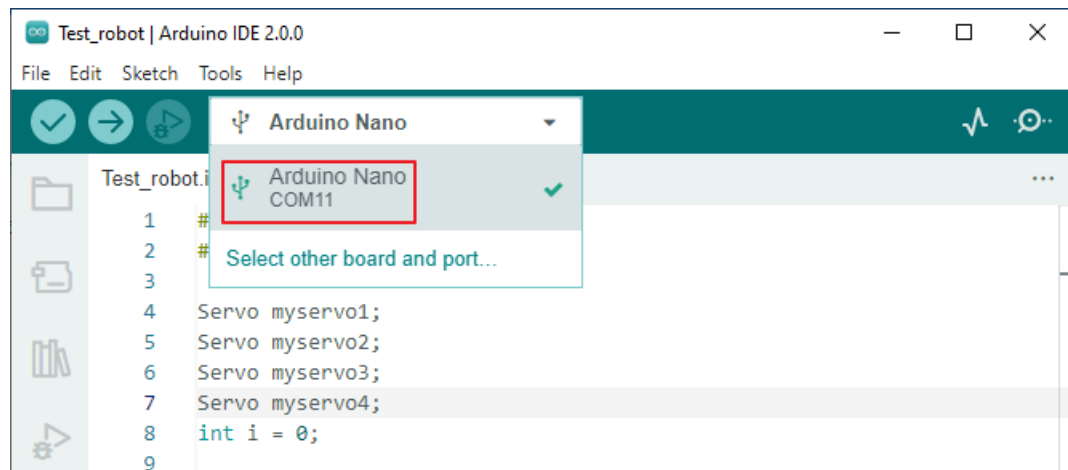 Test_robot | Arduino IDE 2.0.0
File Edit Sketch Tools Help
Arduino Nano
Arduino Nano
COM11
Select other board and port...
Test_robot.i
1 #
2 #
3
4 Servo myservo1;
5 Servo myservo2;
6 Servo myservo3;
7 Servo myservo4;
8 int i = 0;
9